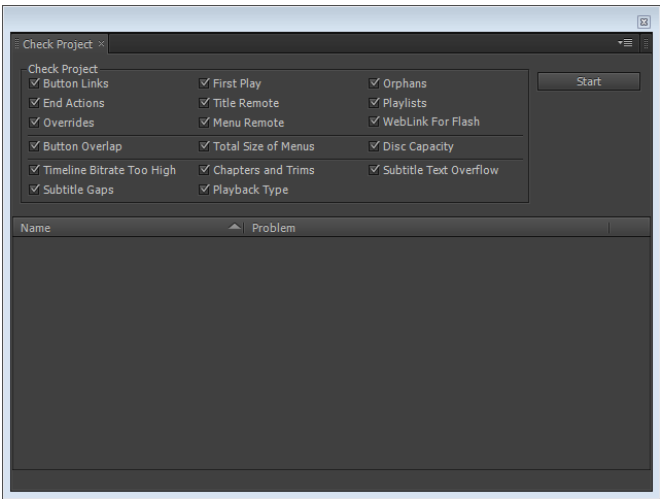 Check Project
Check Project
Button Links First Play Orphans
Start
End Actions Title Remote Playlists
Overrides Menu Remote WebLink For Flash
Button Overlap Total Size of Menus Disc Capacity
Timeline Bitrate Too High Chapters and Trims Subtitle Text Overflow
Subtitle Gaps Playback Type
Name Problem